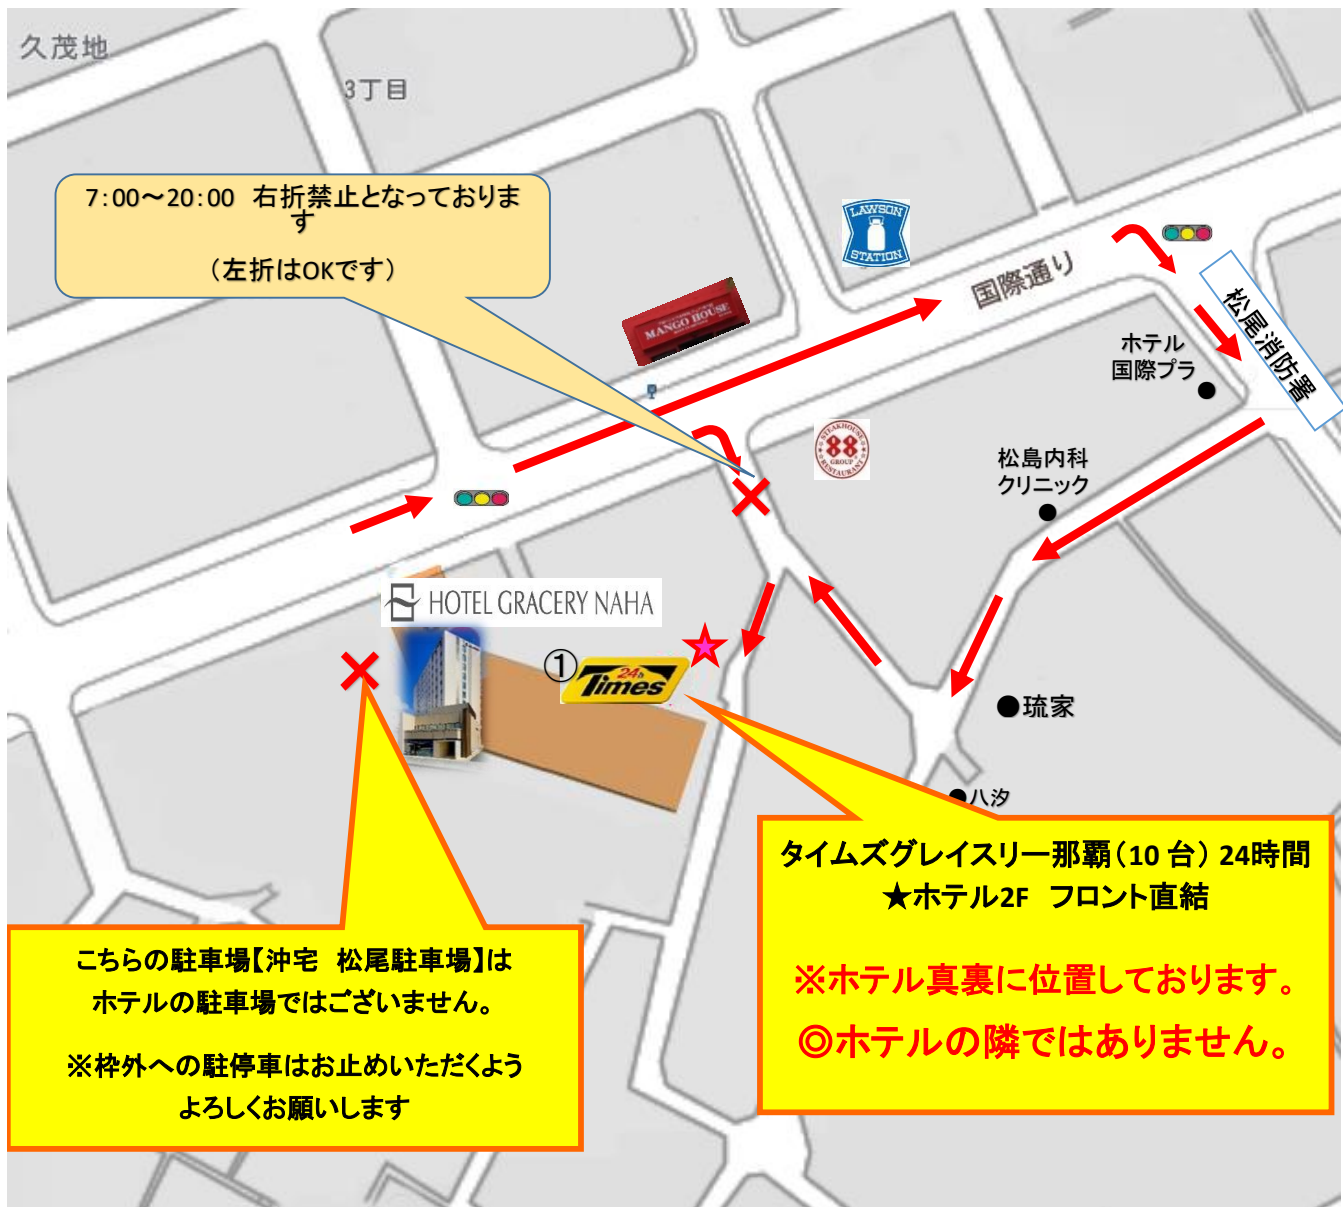 久茂地
3丁目
7:00～20:00　右折禁止となっておりま
す
（左折はOKです）
LAWSON
STATION
MANGO HOUSE
国際通り
松尾消防署
ホテル
国際プラ
STEAKHOUSE
88
GROUP
RESTAURANT
松島内科
クリニック
HOTEL GRACERY NAHA
①
24h
Times
琉家
八汐
タイムズグレイスリー那覇（10 台） 24時間
★ホテル2F　フロント直結
※ホテル真裏に位置しております。
◎ホテルの隣ではありません。
こちらの駐車場【沖宅　松尾駐車場】は
ホテルの駐車場ではございません。
※枠外への駐停車はお止めいただくよう
よろしくお願いします